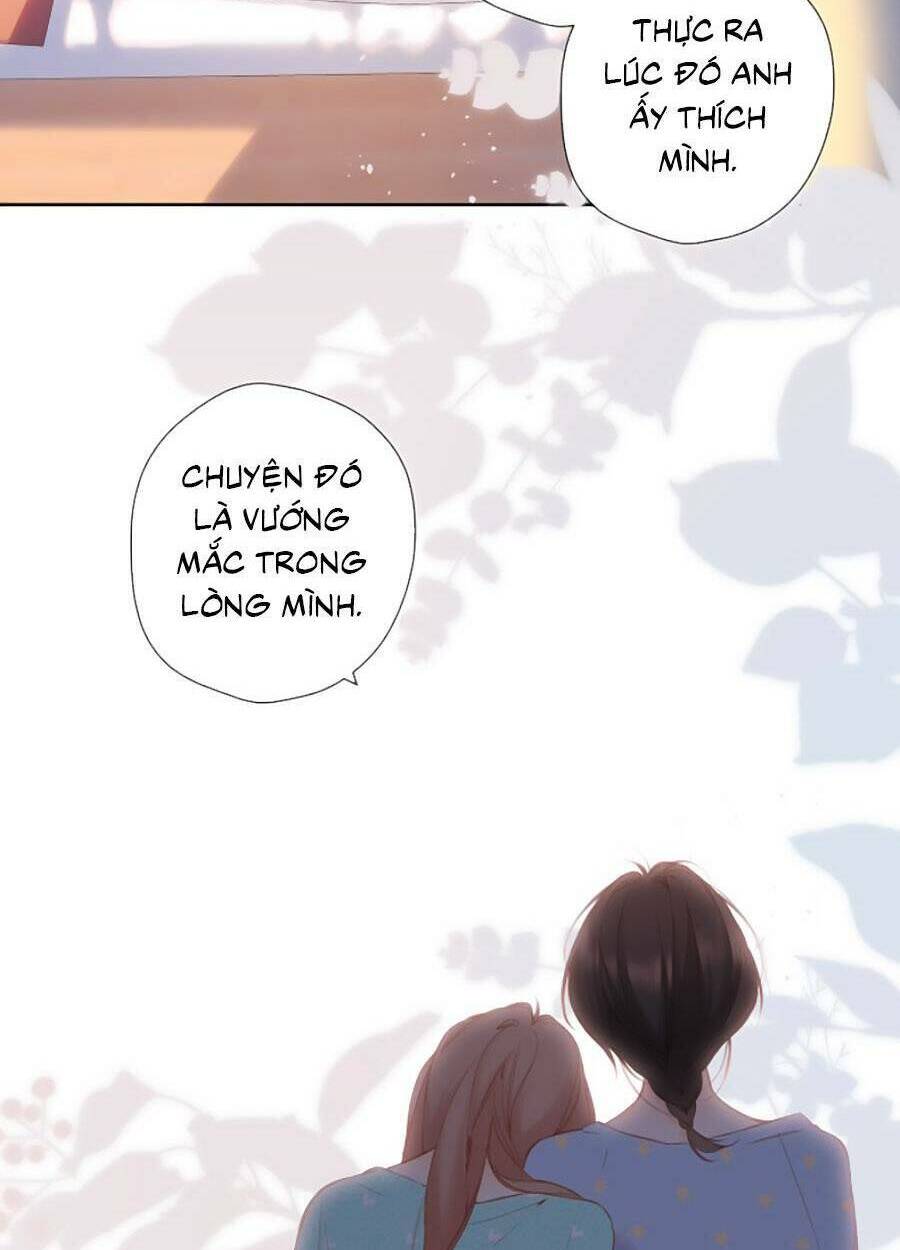 THỰC RA
LÚC ĐÓ ANH
ẤY THÍCH
MÌNH.
CHUYỆN ĐÓ
LÀ VƯỚNG
MẮC TRONG
LÒNG MÌNH.